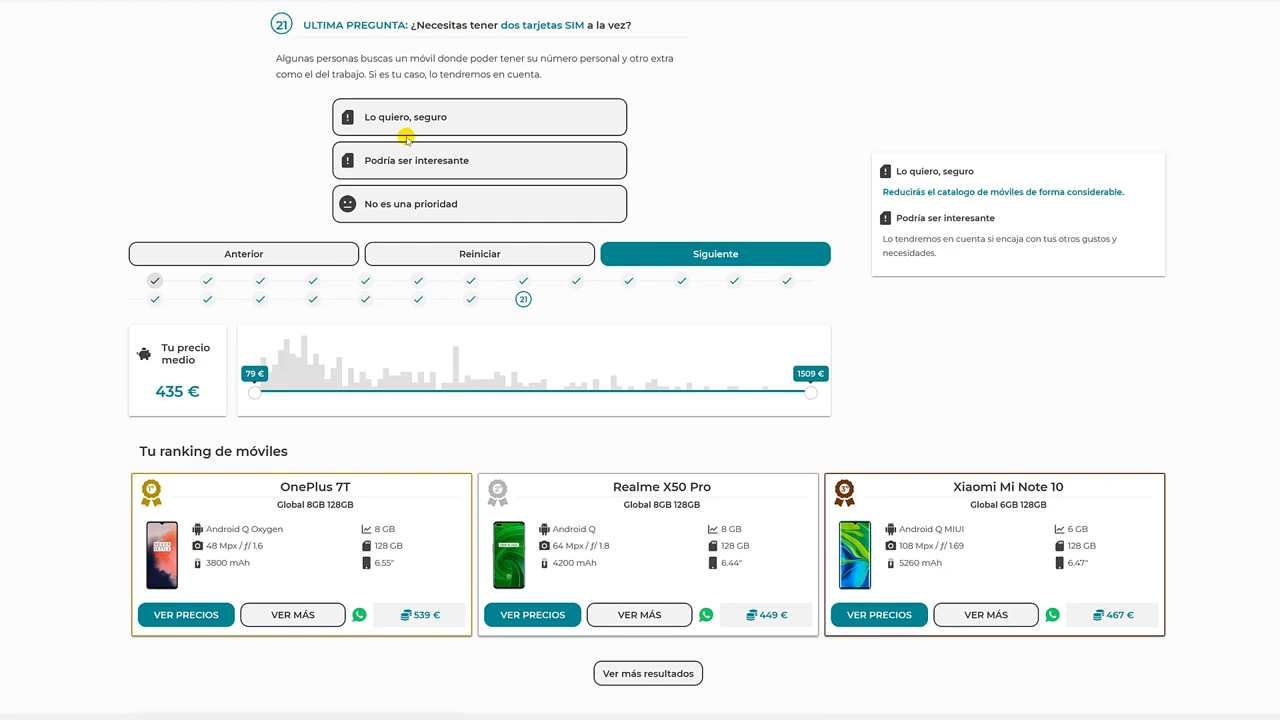 21 ULTIMA PREGUNTA: ¿Necesitas tener dos tarjetas SIM a la vez?
Algunas personas buscas un móvil donde poder tener su número personal y otro extra
como el del trabajo. Si es tu caso, lo tendremos en cuenta.
Lo quiero, seguro
Podría ser interesante
No es una prioridad
Lo quiero, seguro
Reducirás el catalogo de móviles de forma considerable.
Podría ser interesante
Lo tendremos en cuenta si encaja con tus otros gustos y
necesidades.
Anterior
Reiniciar
Siguiente
21
Tu precio
medio
435 €
79 €
1509 €
Tu ranking de móviles
1º
OnePlus 7T
Global 8GB 128GB
Android Q Oxygen
8 GB
48 Mpx / ƒ/ 1.6
128 GB
3800 mAh
6.55"
VER PRECIOS
VER MÁS
539 €
2º
Realme X50 Pro
Global 8GB 128GB
Android Q
8 GB
64 Mpx / ƒ/ 1.8
128 GB
4200 mAh
6.44"
VER PRECIOS
VER MÁS
449 €
3º
Xiaomi Mi Note 10
Global 6GB 128GB
Android Q MIUI
6 GB
108 Mpx / ƒ/ 1.69
128 GB
5260 mAh
6.47"
VER PRECIOS
VER MÁS
467 €
Ver más resultados